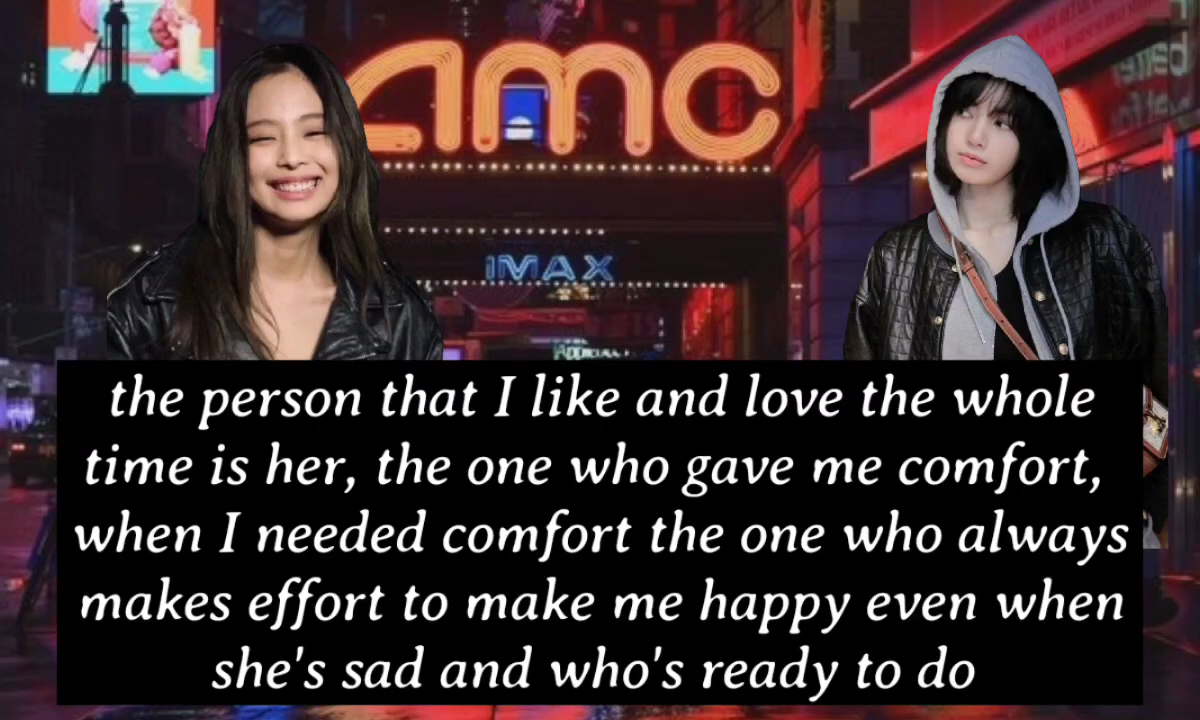 amc
IMAX
the person that I like and love the whole
time is her, the one who gave me comfort,
when I needed comfort the one who always
makes effort to make me happy even when
she's sad and who's ready to do